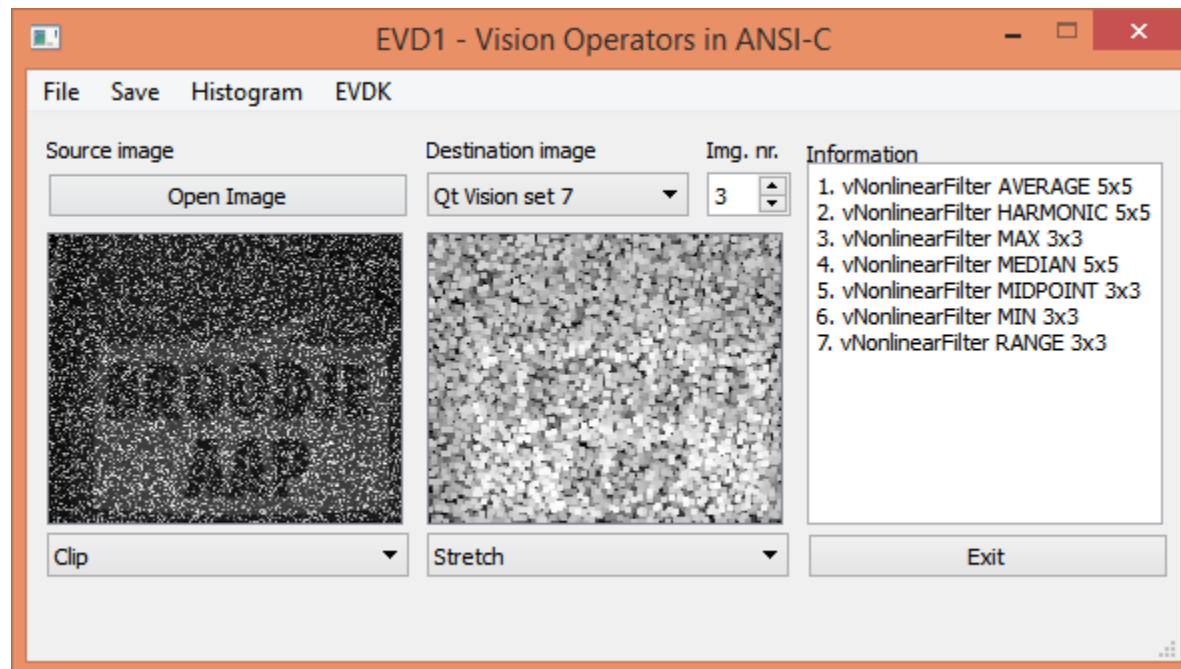 EVD1 - Vision Operators in ANSI-C
File Save Histogram EVDK
Source image
Destination image
Img. nr.
Information
Open Image
Qt Vision set 7
3
1. vNonlinearFilter AVERAGE 5x5
2. vNonlinearFilter HARMONIC 5x5
3. vNonlinearFilter MAX 3x3
4. vNonlinearFilter MEDIAN 5x5
5. vNonlinearFilter MIDPOINT 3x3
6. vNonlinearFilter MIN 3x3
7. vNonlinearFilter RANGE 3x3
Clip
Stretch
Exit